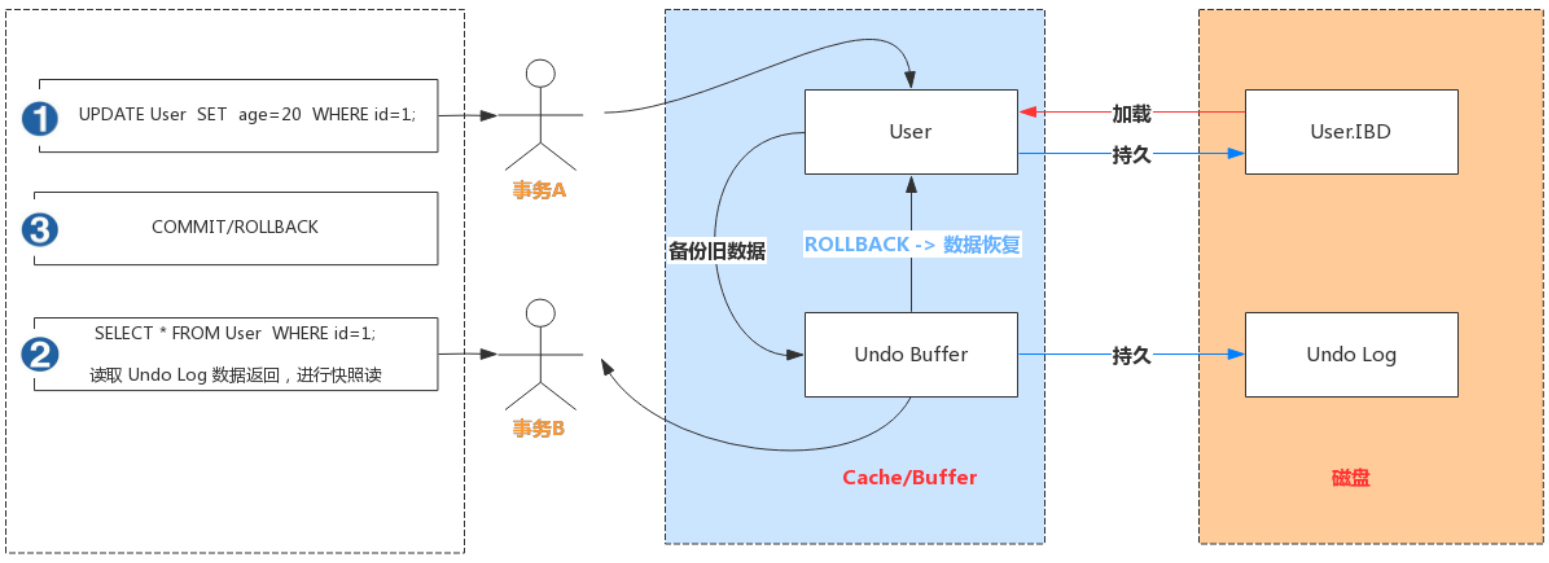 1 UPDATE User SET age=20 WHERE id=1;
事务A
3 COMMIT/ROLLBACK
2 SELECT * FROM User WHERE id=1;
读取 Undo Log 数据返回，进行快照读
事务B
User
备份旧数据
ROLLBACK -> 数据恢复
Undo Buffer
Cache/Buffer
加载
持久
持久
User.IBD
Undo Log
磁盘